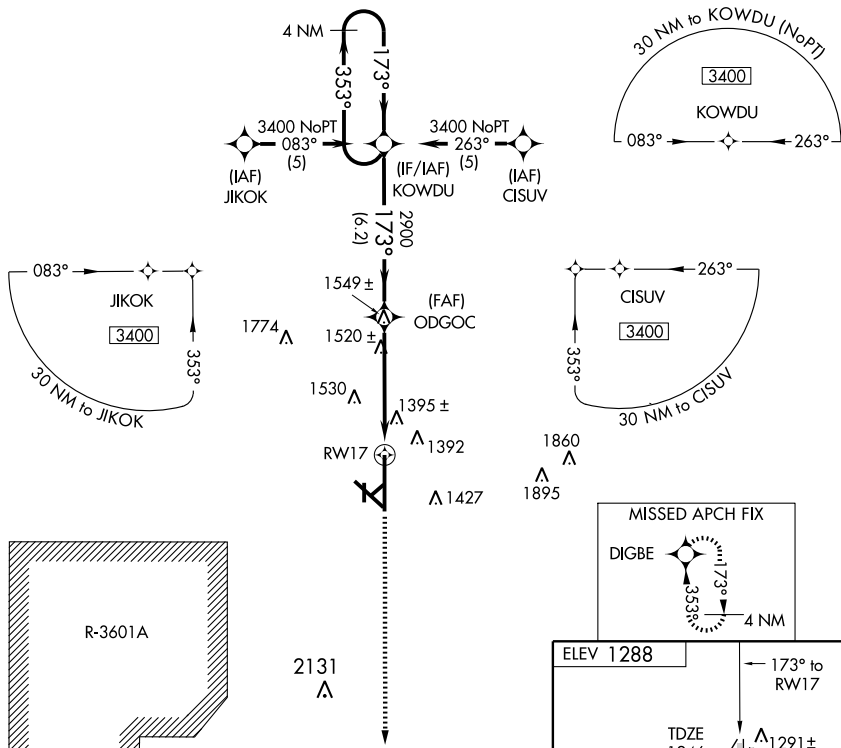 4 NM
173°
353°
3400 NoPT
083°
(5)
(IAF)
JIKOK
(IF/IAF)
KOWDU
3400 NoPT
263°
(5)
(IAF)
CISUV
30 NM to KOWDU (NoPT)
3400
KOWDU
083°
263°
2900
173°
(6.2)
083°
JIKOK
3400
353°
30 NM to JIKOK
1549 ±
(FAF)
ODGOC
1774
1520 ±
263°
CISUV
3400
353°
30 NM to CISUV
1530
1395 ±
1392
RW17
1860
1895
1427
MISSED APCH FIX
DIGBE
173°
353°
4 NM
R-3601A
2131
ELEV 1288
173° to
RW17
TDZE
1291±